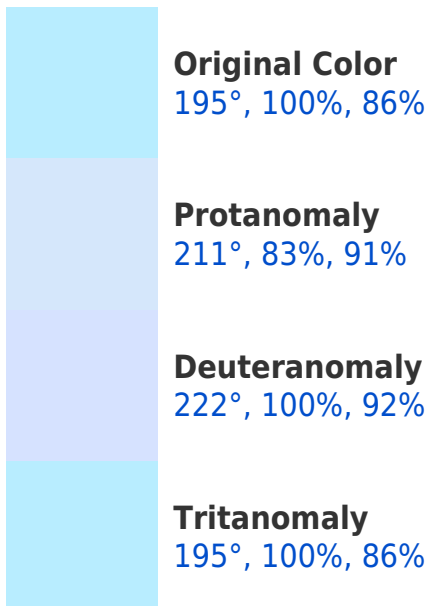 Original Color
195°, 100%, 86%
Protanomaly
211°, 83%, 91%
Deuteranomaly
222°, 100%, 92%
Tritanomaly
195°, 100%, 86%